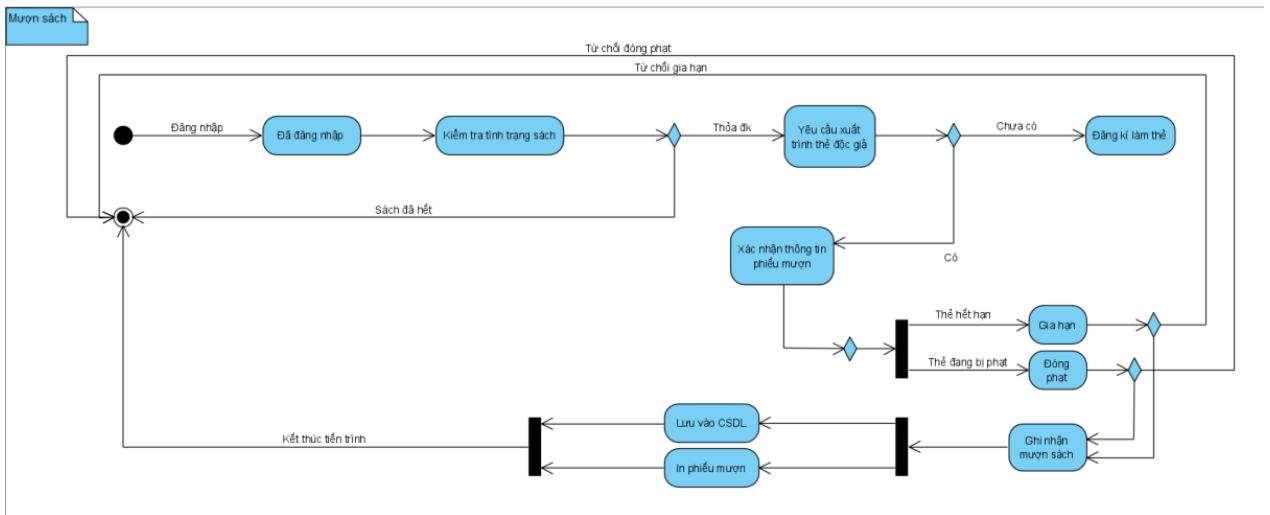 Mượn sách
Từ chối đóng phạt
Từ chối gia hạn
Đăng nhập
Đã đăng nhập
Kiểm tra tình trạng sách
Thỏa đk
Yêu cầu xuất
trình thẻ độc giả
Chưa có
Đăng kí làm thẻ
Sách đã hết
Xác nhận thông tin
phiếu mượn
Có
Thẻ hết hạn
Gia hạn
Thẻ đang bị phạt
Đóng
phạt
Lưu vào CSDL
Kết thúc tiến trình
Ghi nhận
mượn sách
In phiếu mượn